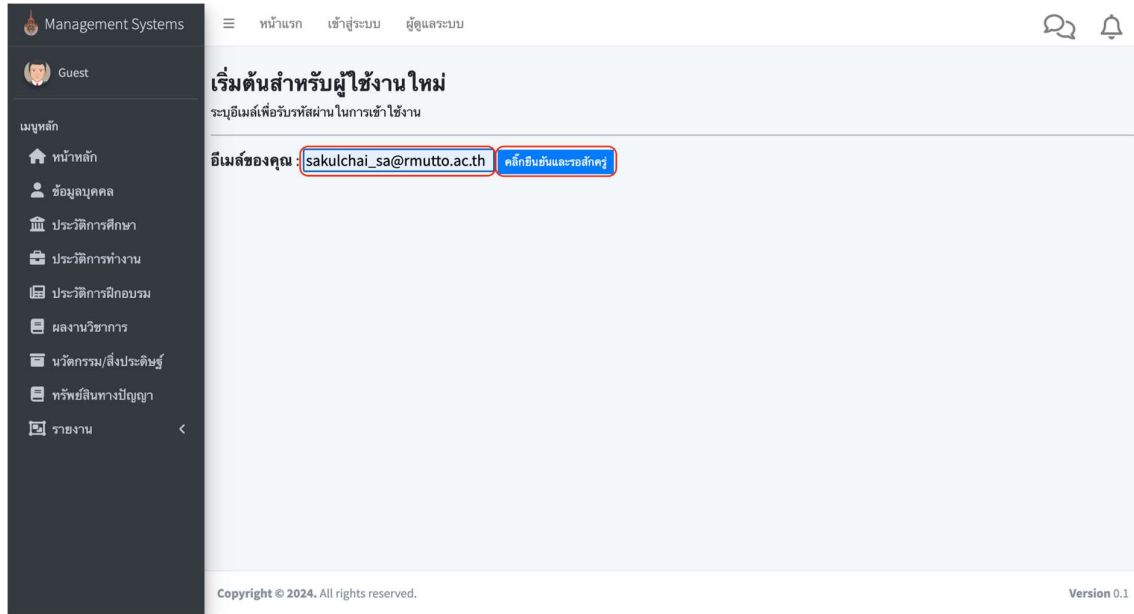 Management Systems
หน้าแรก เข้าสู่ระบบ ผู้ดูแลระบบ
Guest
เมนูหลัก
หน้าหลัก
ข้อมูลบุคคล
ประวัติการศึกษา
ประวัติการทำงาน
ประวัติการฝึกอบรม
ผลงานวิชาการ
นวัตกรรม/สิ่งประดิษฐ์
ทรัพย์สินทางปัญญา
รายงาน
เริ่มต้นสำหรับผู้ใช้งานใหม่
ระบุอีเมล์เพื่อรับรหัสผ่านในการเข้าใช้งาน
อีเมล์ของคุณ : sakulchai_sa@rmutto.ac.th คลิ๊กยืนยันและรอสักครู่
Copyright © 2024. All rights reserved. Version 0.1